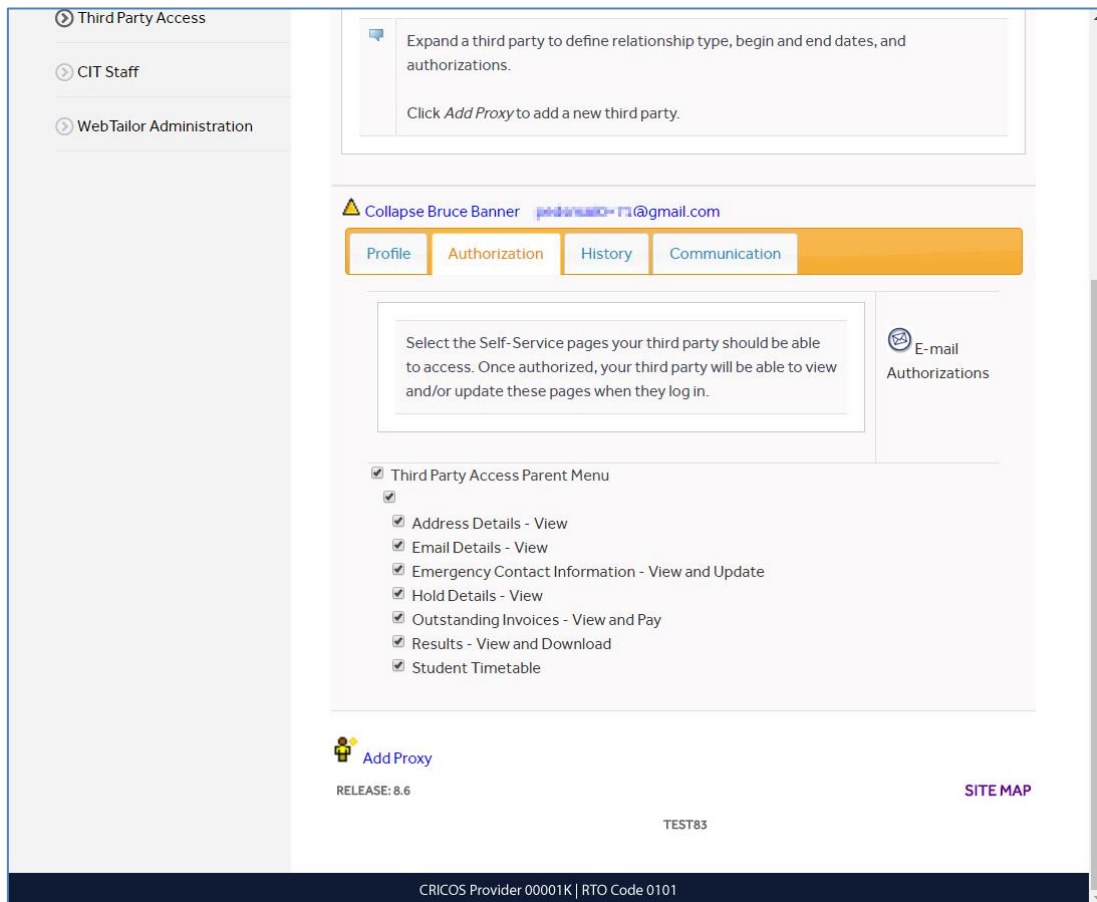 Third Party Access
CIT Staff
WebTailor Administration
Expand a third party to define relationship type, begin and end dates, and
authorizations.
Click Add Proxy to add a new third party.
Collapse Bruce Banner @gmail.com
Profile Authorization History Communication
Select the Self-Service pages your third party should be able
to access. Once authorized, your third party will be able to view
and/or update these pages when they log in.
E-mail
Authorizations
Third Party Access Parent Menu
Address Details - View
Email Details - View
Emergency Contact Information - View and Update
Hold Details - View
Outstanding Invoices - View and Pay
Results - View and Download
Student Timetable
Add Proxy
RELEASE: 8.6
SITE MAP
TEST83
CRICOS Provider 00001K | RTO Code 0101